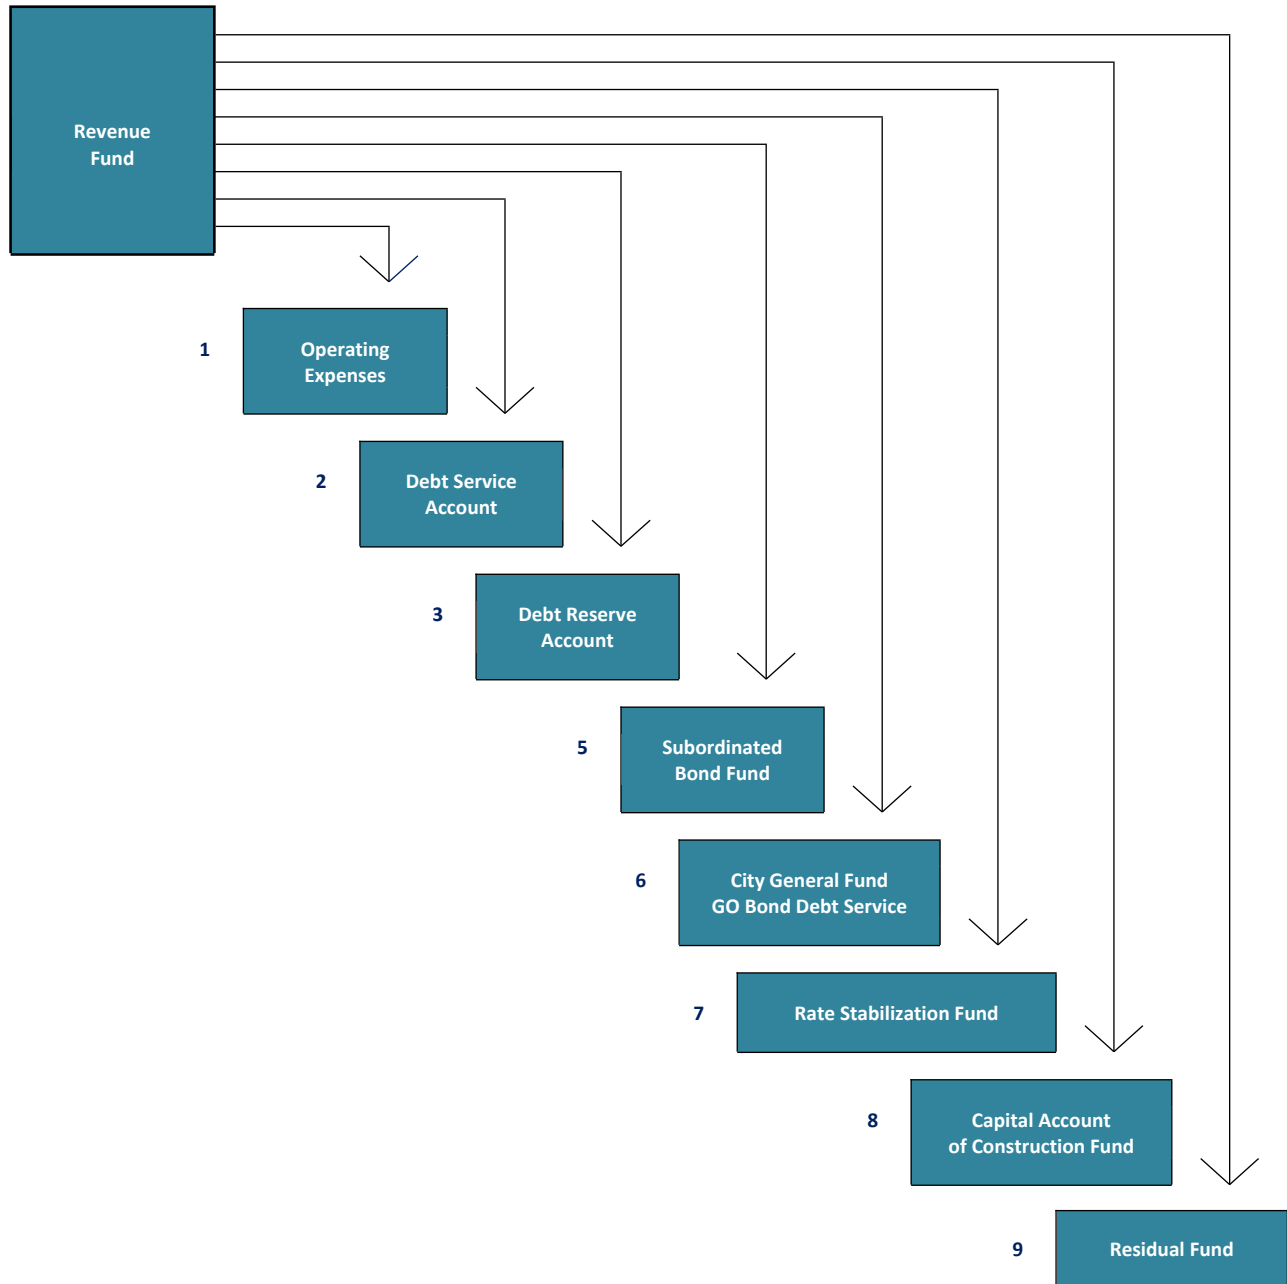 Revenue
Fund
1
Operating
Expenses
2
Debt Service
Account
3
Debt Reserve
Account
5
Subordinated
Bond Fund
6
City General Fund
GO Bond Debt Service
7
Rate Stabilization Fund
8
Capital Account
of Construction Fund
9
Residual Fund